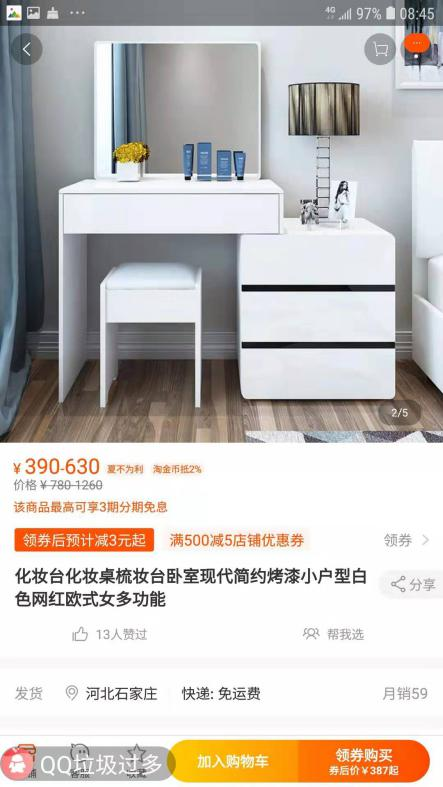 4G 97% 08:45
2/5
¥390-630 夏不为利 淘金币抵2%
价格 ¥780-1260
该商品最高可享3期分期免息
领券后预计减3元起 满500减5店铺优惠券 领券
化妆台化妆桌梳妆台卧室现代简约烤漆小户型白
色网红欧式女多功能
分享
13人赞过 帮我选
发货 河北石家庄 快递: 免运费 月销59
QQ垃圾过多
加入购物车
领券购买
券后价¥387起